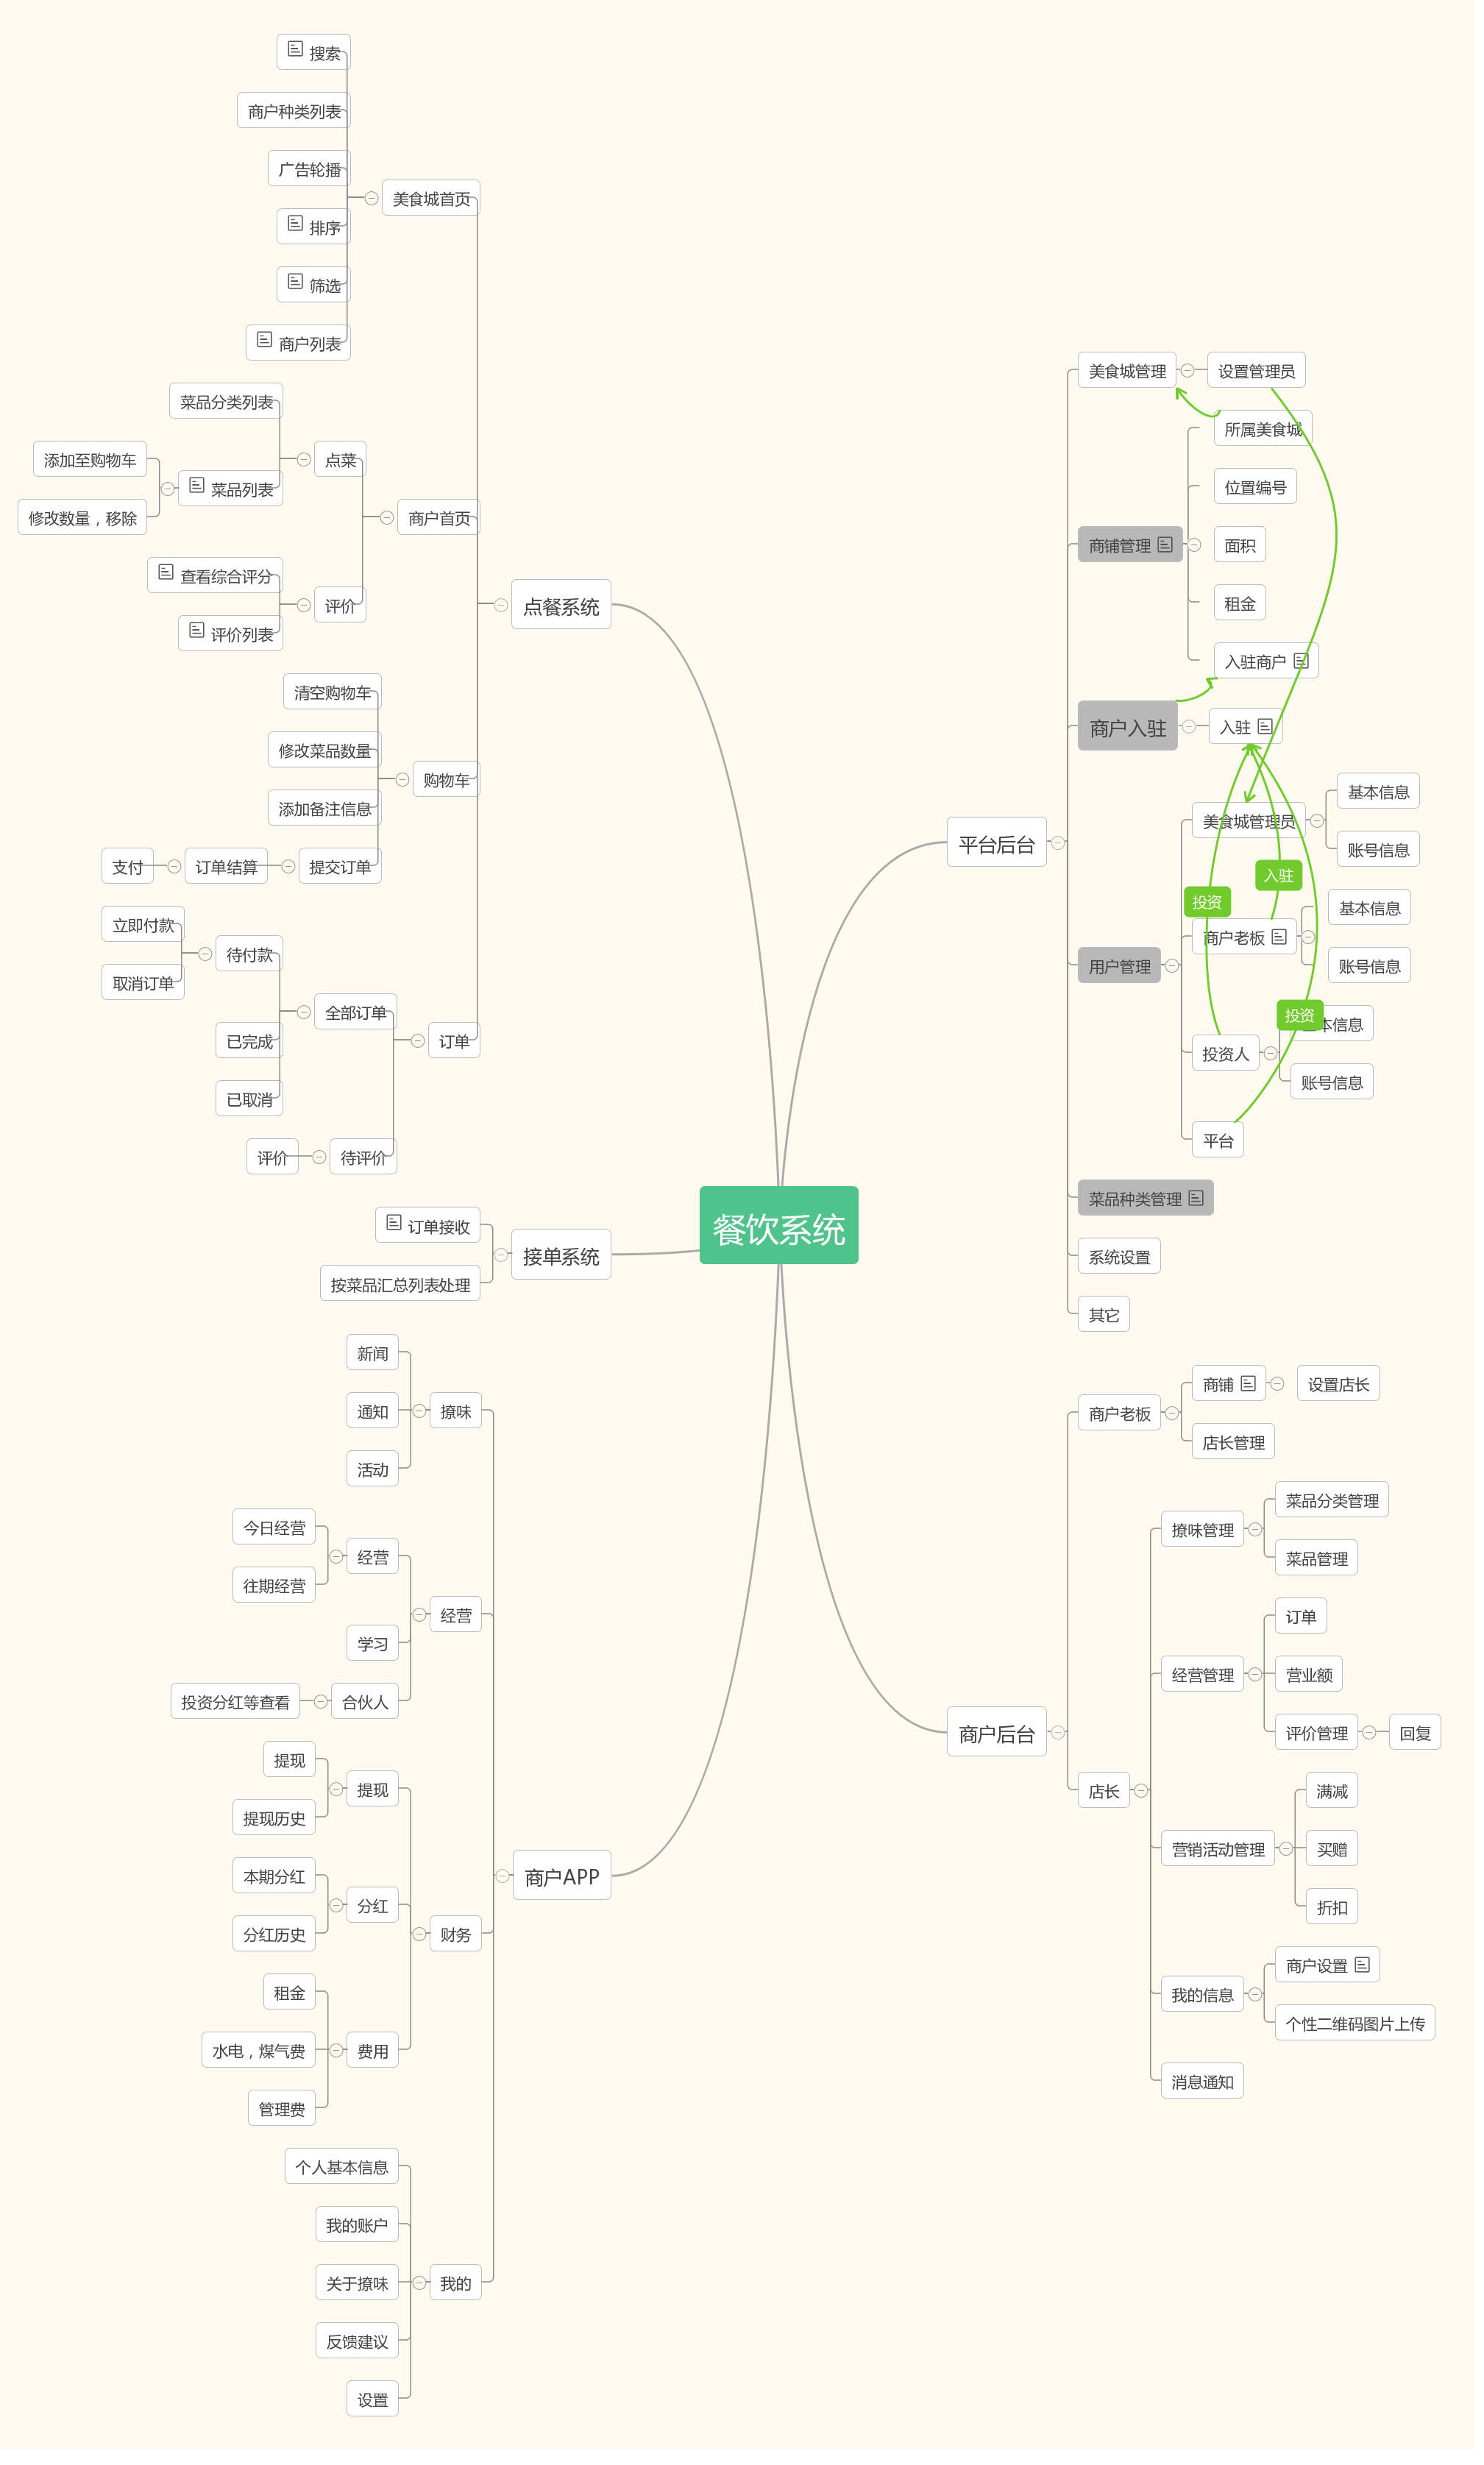 餐饮系统
点餐系统
美食城首页
搜索
商户种类列表
广告轮播
排序
筛选
商户列表
商户首页
点菜
菜品分类列表
菜品列表
添加至购物车
修改数量，移除
评价
查看综合评分
评价列表
购物车
清空购物车
修改菜品数量
添加备注信息
提交订单
订单结算
支付
订单
全部订单
待付款
立即付款
取消订单
已完成
已取消
待评价
评价
接单系统
订单接收
按菜品汇总列表处理
商户APP
撩味
新闻
通知
活动
经营
经营
今日经营
往期经营
学习
合伙人
投资分红等查看
财务
提现
提现
提现历史
分红
本期分红
分红历史
费用
租金
水电，煤气费
管理费
我的
个人基本信息
我的账户
关于撩味
反馈建议
设置
平台后台
美食城管理
设置管理员
商铺管理
所属美食城
位置编号
面积
租金
入驻商户
商户入驻
入驻
用户管理
美食城管理员
基本信息
账号信息
入驻
投资
商户老板
基本信息
账号信息
投资
投资人
本信息
账号信息
平台
菜品种类管理
系统设置
其它
商户后台
商户老板
商铺
设置店长
店长管理
店长
撩味管理
菜品分类管理
菜品管理
经营管理
订单
营业额
评价管理
回复
营销活动管理
满减
买赠
折扣
我的信息
商户设置
个性二维码图片上传
消息通知